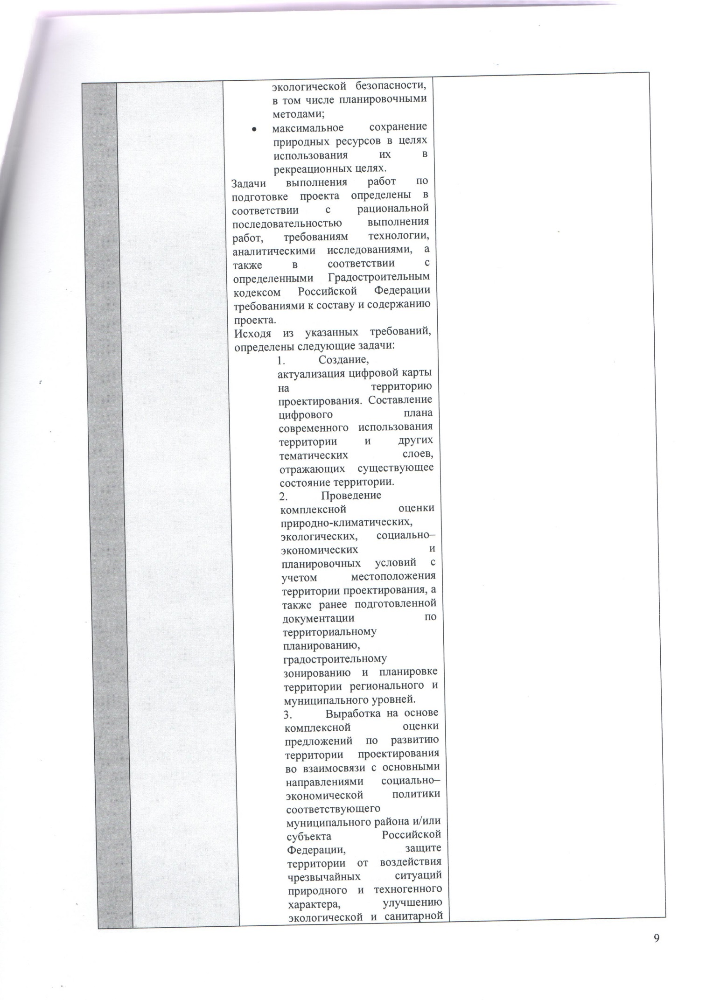 экологической безопасности,
в том числе планировочными
методами;
• максимальное сохранение
природных ресурсов в целях
использования их в
рекреационных целях.
Задачи выполнения работ по
подготовке проекта определены в
соответствии с рациональной
последовательностью выполнения
работ, требованиям технологии,
аналитическими исследованиями, а
также в соответствии с
определенными Градостроительным
кодексом Российской Федерации
требованиями к составу и содержанию
проекта.
Исходя из указанных требований,
определены следующие задачи:
1. Создание,
актуализация цифровой карты
на территорию
проектирования. Составление
цифрового плана
современного использования
территории и других
тематических слоев,
отражающих существующее
состояние территории.
2. Проведение
комплексной оценки
природно-климатических,
экологических, социально–
экономических и
планировочных условий с
учетом местоположения
территории проектирования, а
также ранее подготовленной
документации по
территориальному
планированию,
градостроительному
зонированию и планировке
территории регионального и
муниципального уровней.
3. Выработка на основе
комплексной оценки
предложений по развитию
территории проектирования
во взаимосвязи с основными
направлениями социально–
экономической политики
соответствующего
муниципального района и/или
субъекта Российской
Федерации, защите
территории от воздействия
чрезвычайных ситуаций
природного и техногенного
характера, улучшению
экологической и санитарной
9